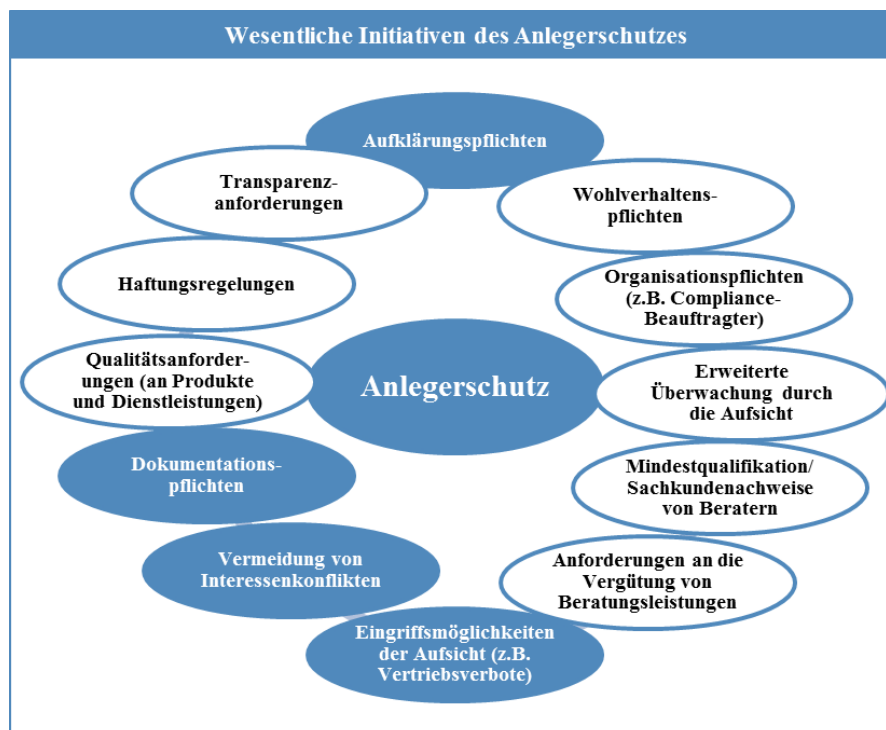 Wesentliche Initiativen des Anlegerschutzes
Aufklärungspflichten
Transparenz-
anforderungen
Wohlverhaltens-
pflichten
Haftungsregelungen
Organisationspflichten
(z.B. Compliance-
Beauftragter)
Qualitätsanforder-
ungen (an Produkte
und Dienstleistungen)
Anlegerschutz
Erweiterte
Überwachung durch
die Aufsicht
Dokumentations-
pflichten
Mindestqualifikation/
Sachkundenachweise
von Beratern
Vermeidung von
Interessenkonflikten
Anforderungen an die
Vergütung von
Beratungsleistungen
Eingriffsmöglichkeiten
der Aufsicht (z.B.
Vertriebsverbote)